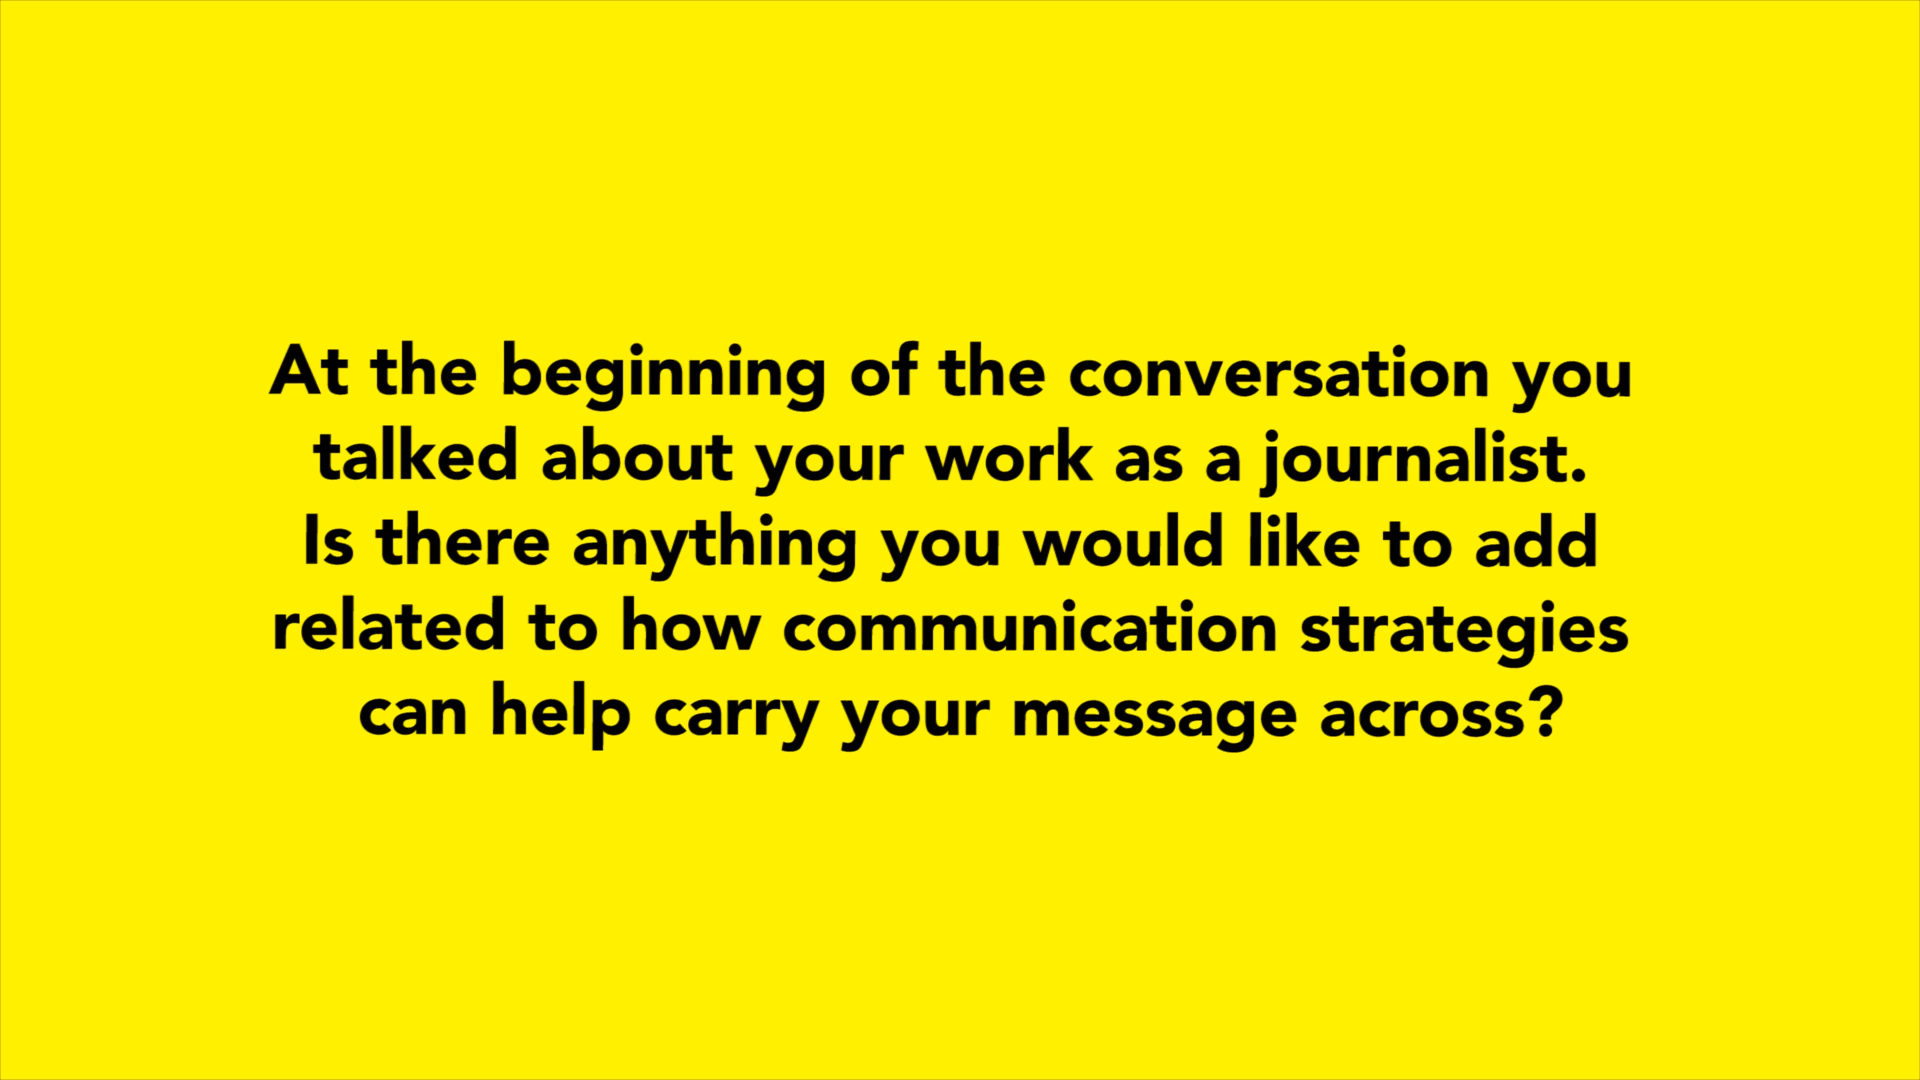 At the beginning of the conversation you
talked about your work as a journalist.
Is there anything you would like to add
related to how communication strategies
can help carry your message across?